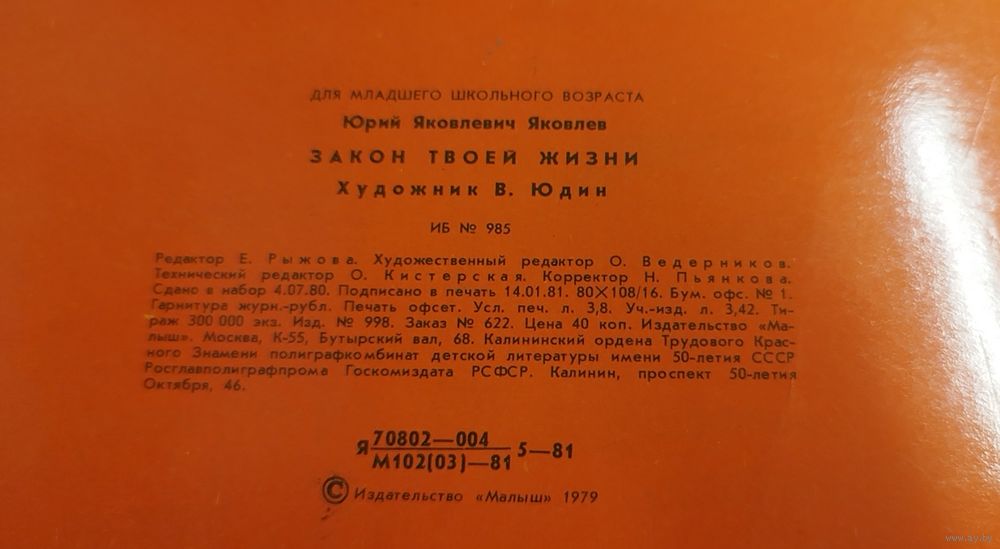 ДЛЯ МЛАДШЕГО ШКОЛЬНОГО ВОЗРАСТА
Юрий Яковлевич Яковлев
ЗАКОН ТВОЕЙ ЖИЗНИ
Художник В. Юдин
ИБ № 985
Редактор Е. Рыжова. Художественный редактор О. Ведерников.
Технический редактор О. Кистерская. Корректор Н. Пьянкова.
Сдано в набор 4.07.80. Подписано в печать 14.01.81. 80×108/16. Бум. офс. № 1.
Гарнитура журн.-рубл. Печать офсет. Усл. печ. л. 3,8. Уч.-изд. л. 3,42. Ти-
раж 300 000 экз. Изд. № 998. Заказ № 622. Цена 40 коп. Издательство «Ма-
лыш». Москва, К-55, Бутырский вал, 68. Калининский ордена Трудового Крас-
ного Знамени полиграфкомбинат детской литературы имени 50-летия СССР
Росглавполиграфпрома Госкомиздата РСФСР. Калинин, проспект 50-летия
Октября, 46.
Я 70802—004 5—81
М102(03)—81
© Издательство «Малыш» 1979
www.ay.by